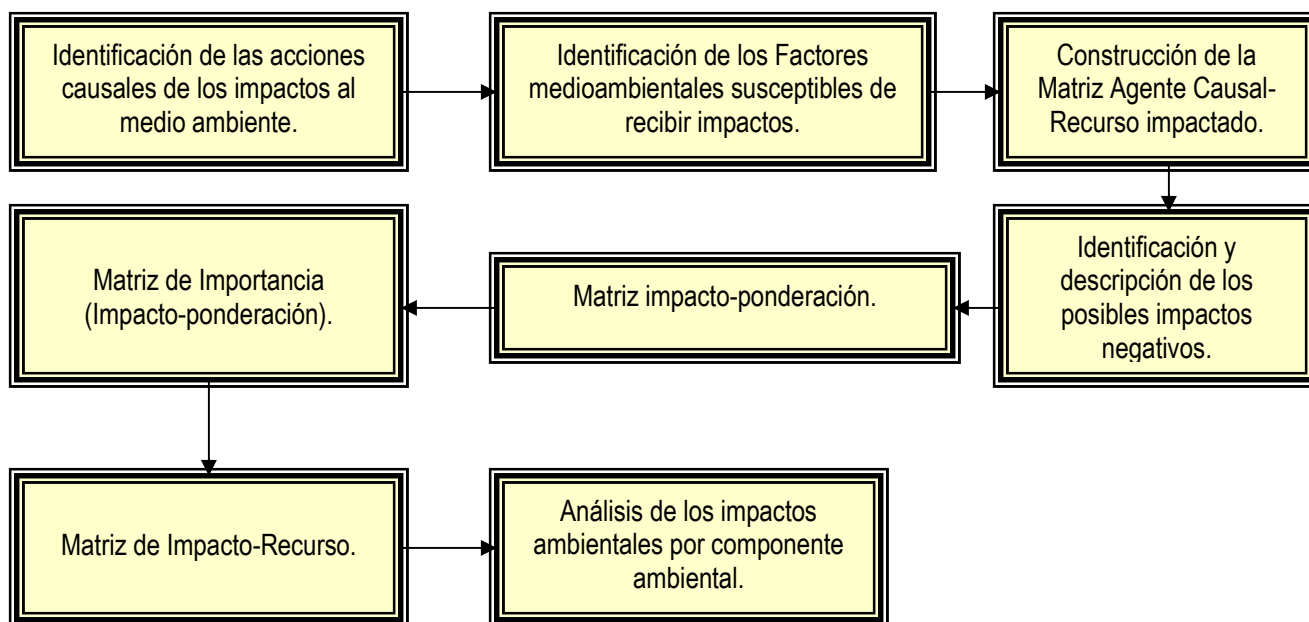 Identificación de las acciones
causales de los impactos al
medio ambiente.
Identificación de los Factores
medioambientales susceptibles de
recibir impactos.
Construcción de la
Matriz Agente Causal-
Recurso impactado.
Identificación y
descripción de los
posibles impactos
negativos.
Matriz impacto-ponderación.
Matriz de Importancia
(Impacto-ponderación).
Matriz de Impacto-Recurso.
Análisis de los impactos
ambientales por componente
ambiental.